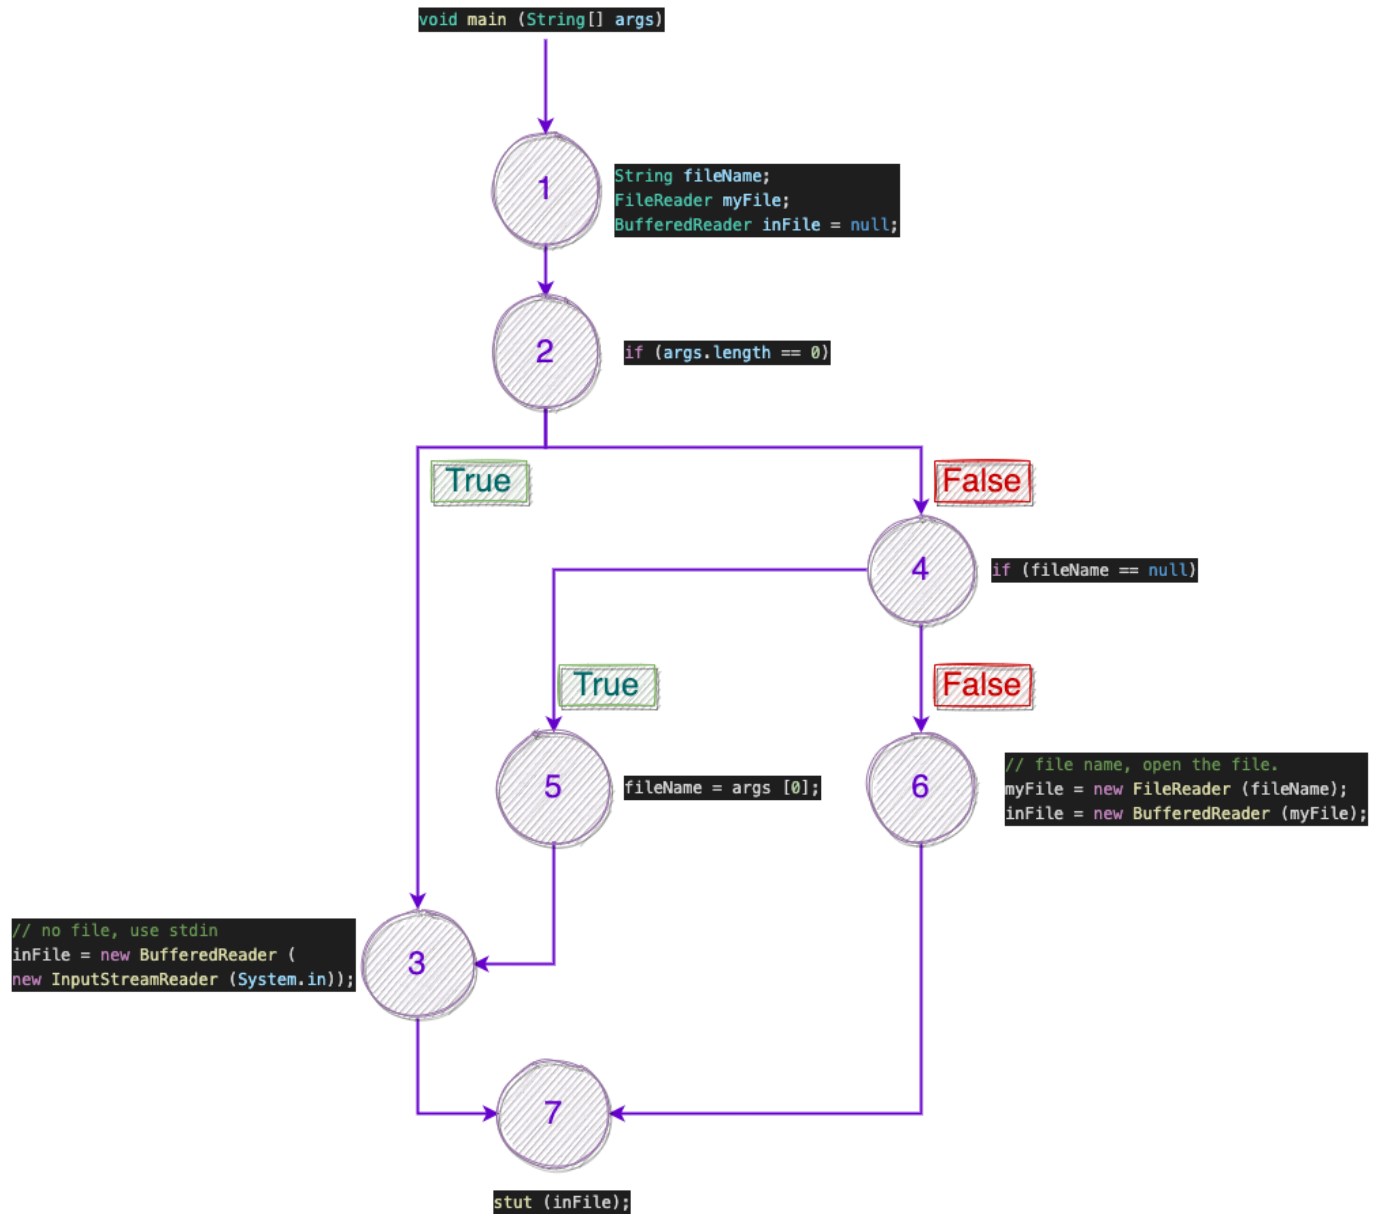 void main (String[] args)
1
String fileName;
FileReader myFile;
BufferedReader inFile = null;
2
if (args.length == 0)
True
False
4
if (fileName == null)
True
False
5
fileName = args [0];
6
// file name, open the file.
myFile = new FileReader (fileName);
inFile = new BufferedReader (myFile);
// no file, use stdin
inFile = new BufferedReader (
new InputStreamReader (System.in));
3
7
stut (inFile);